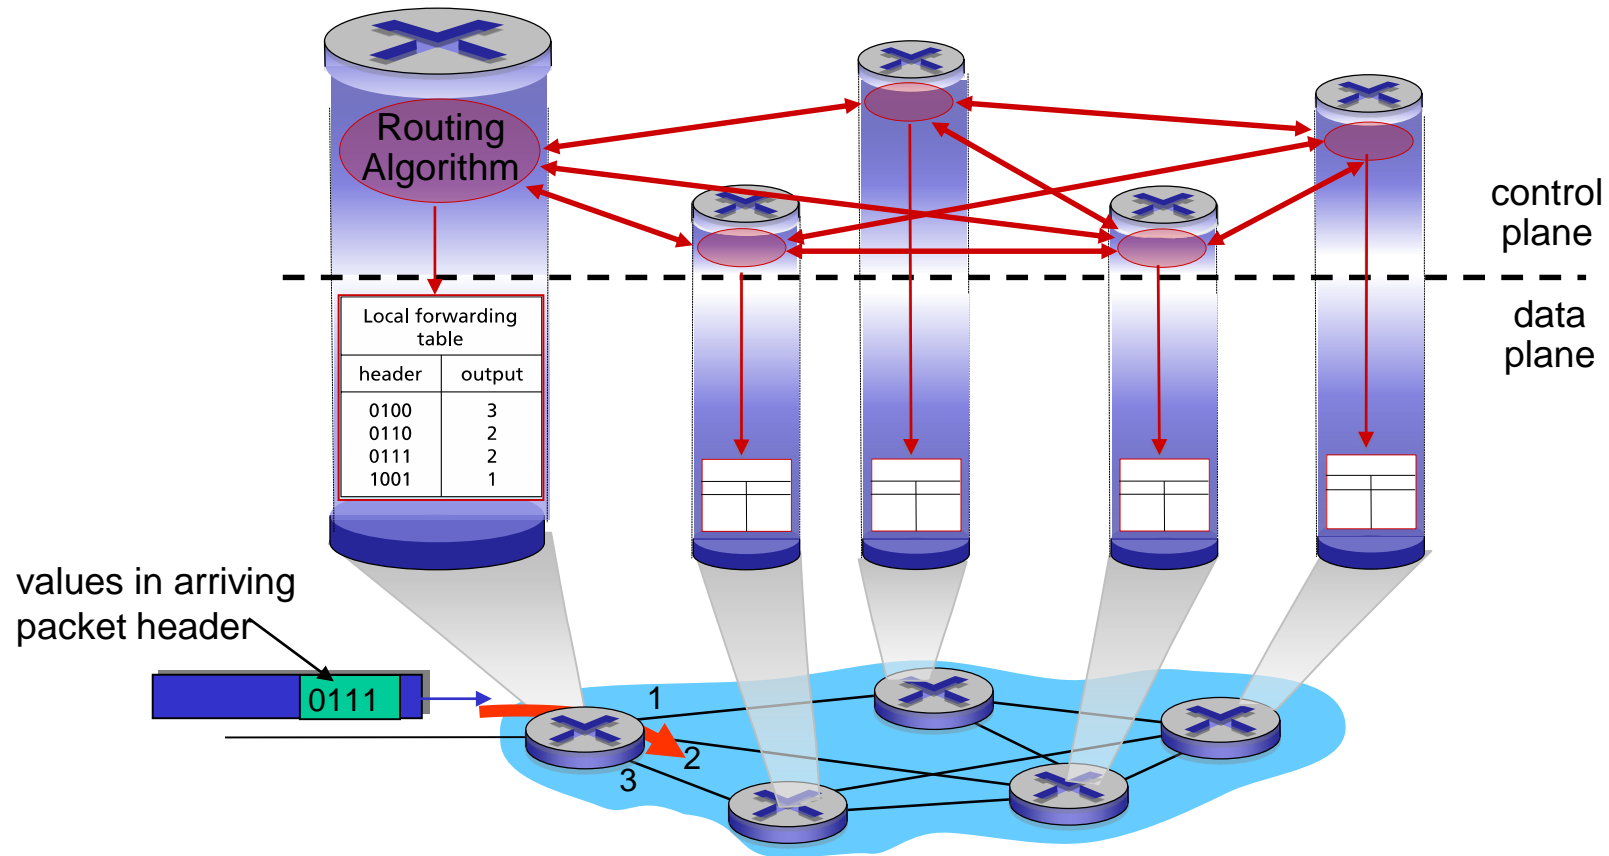 Routing
Algorithm
control
plane
data
plane
Local forwarding
table
header output
0100 3
0110 2
0111 2
1001 1
values in arriving
packet header
0111
1
2
3